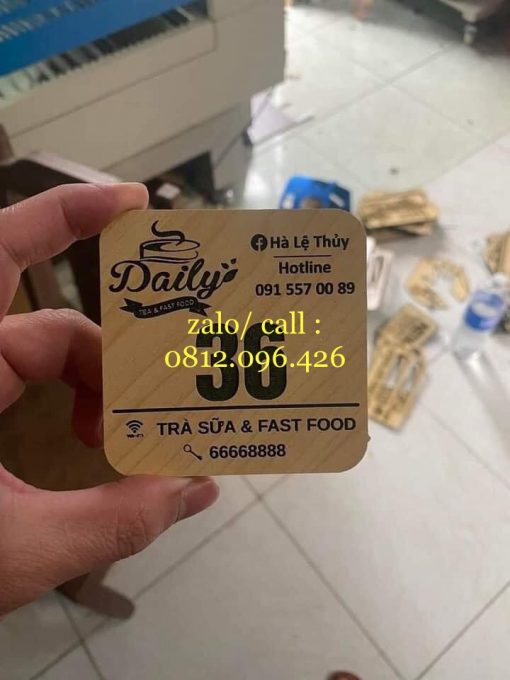 Daily
TEA & FAST FOOD
Hà Lệ Thủy
Hotline
091 557 00 89
zalo/ call :
0812.096.426
36
Wi-Fi
TRÀ SỮA & FAST FOOD
66668888